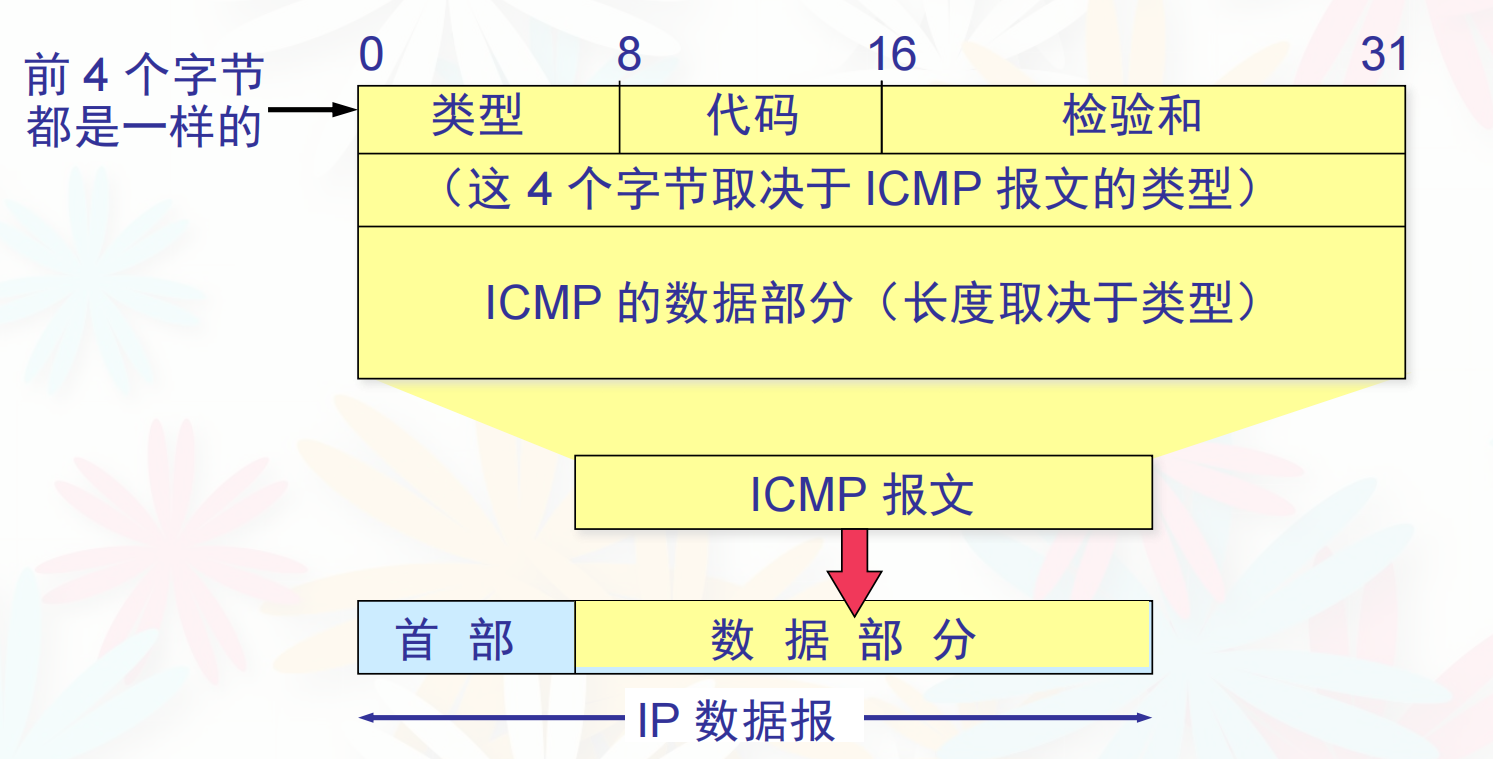 0 8 16 31
前 4 个字节
都是一样的
类型 代码 检验和
（这 4 个字节取决于 ICMP 报文的类型）
ICMP 的数据部分（长度取决于类型）
ICMP 报文
首 部 数 据 部 分
IP 数据报